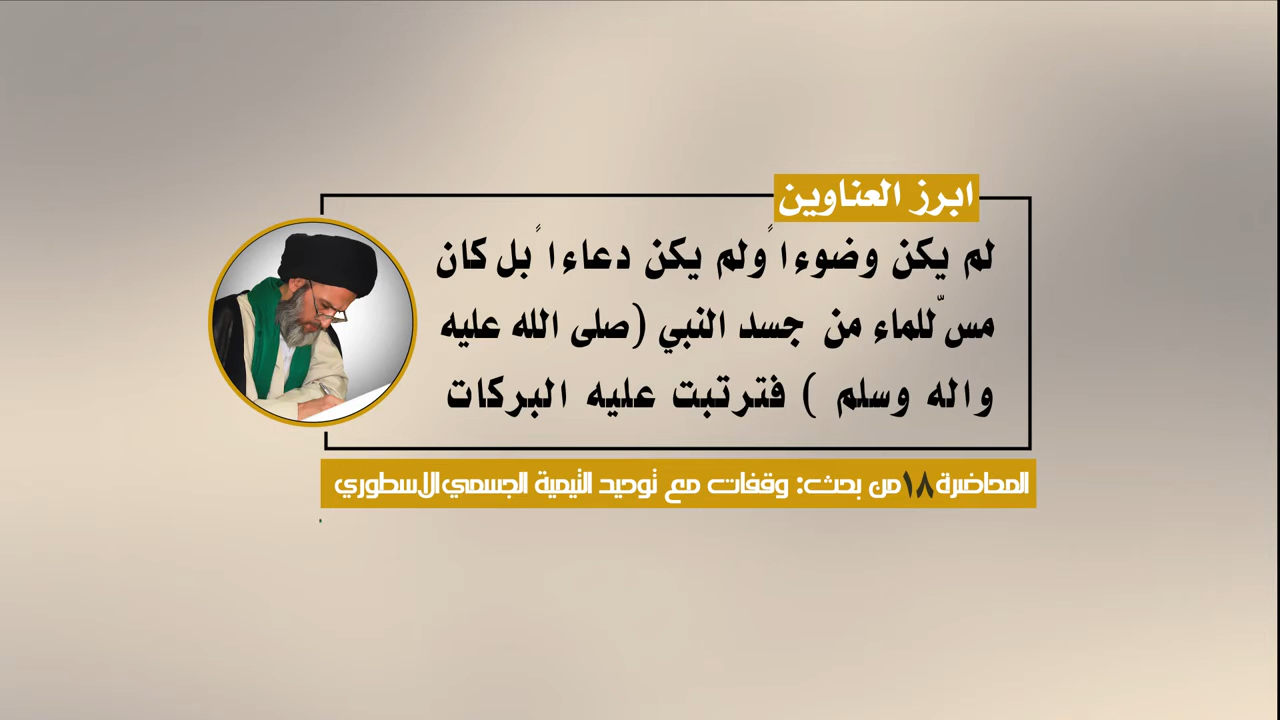 ابرز العناوين
لم يكن وضوءاً ولم يكن دعاءاً بل كان
مسّ للماء من جسد النبي (صلى الله عليه
واله وسلم ) فترتبت عليه البركات
المحاضرة ١٨ من بحث: وقفات مع توحيد التيمية الجسمي الاسطوري